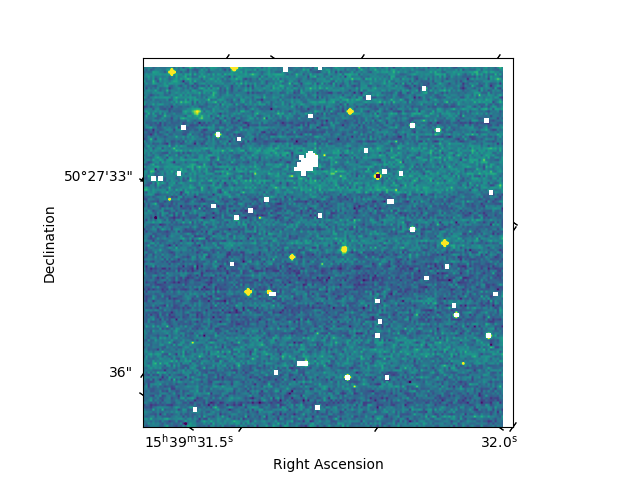 50°27'33"
Declination
36"
15ʰ39ᵐ31.5ˢ
32.0ˢ
Right Ascension